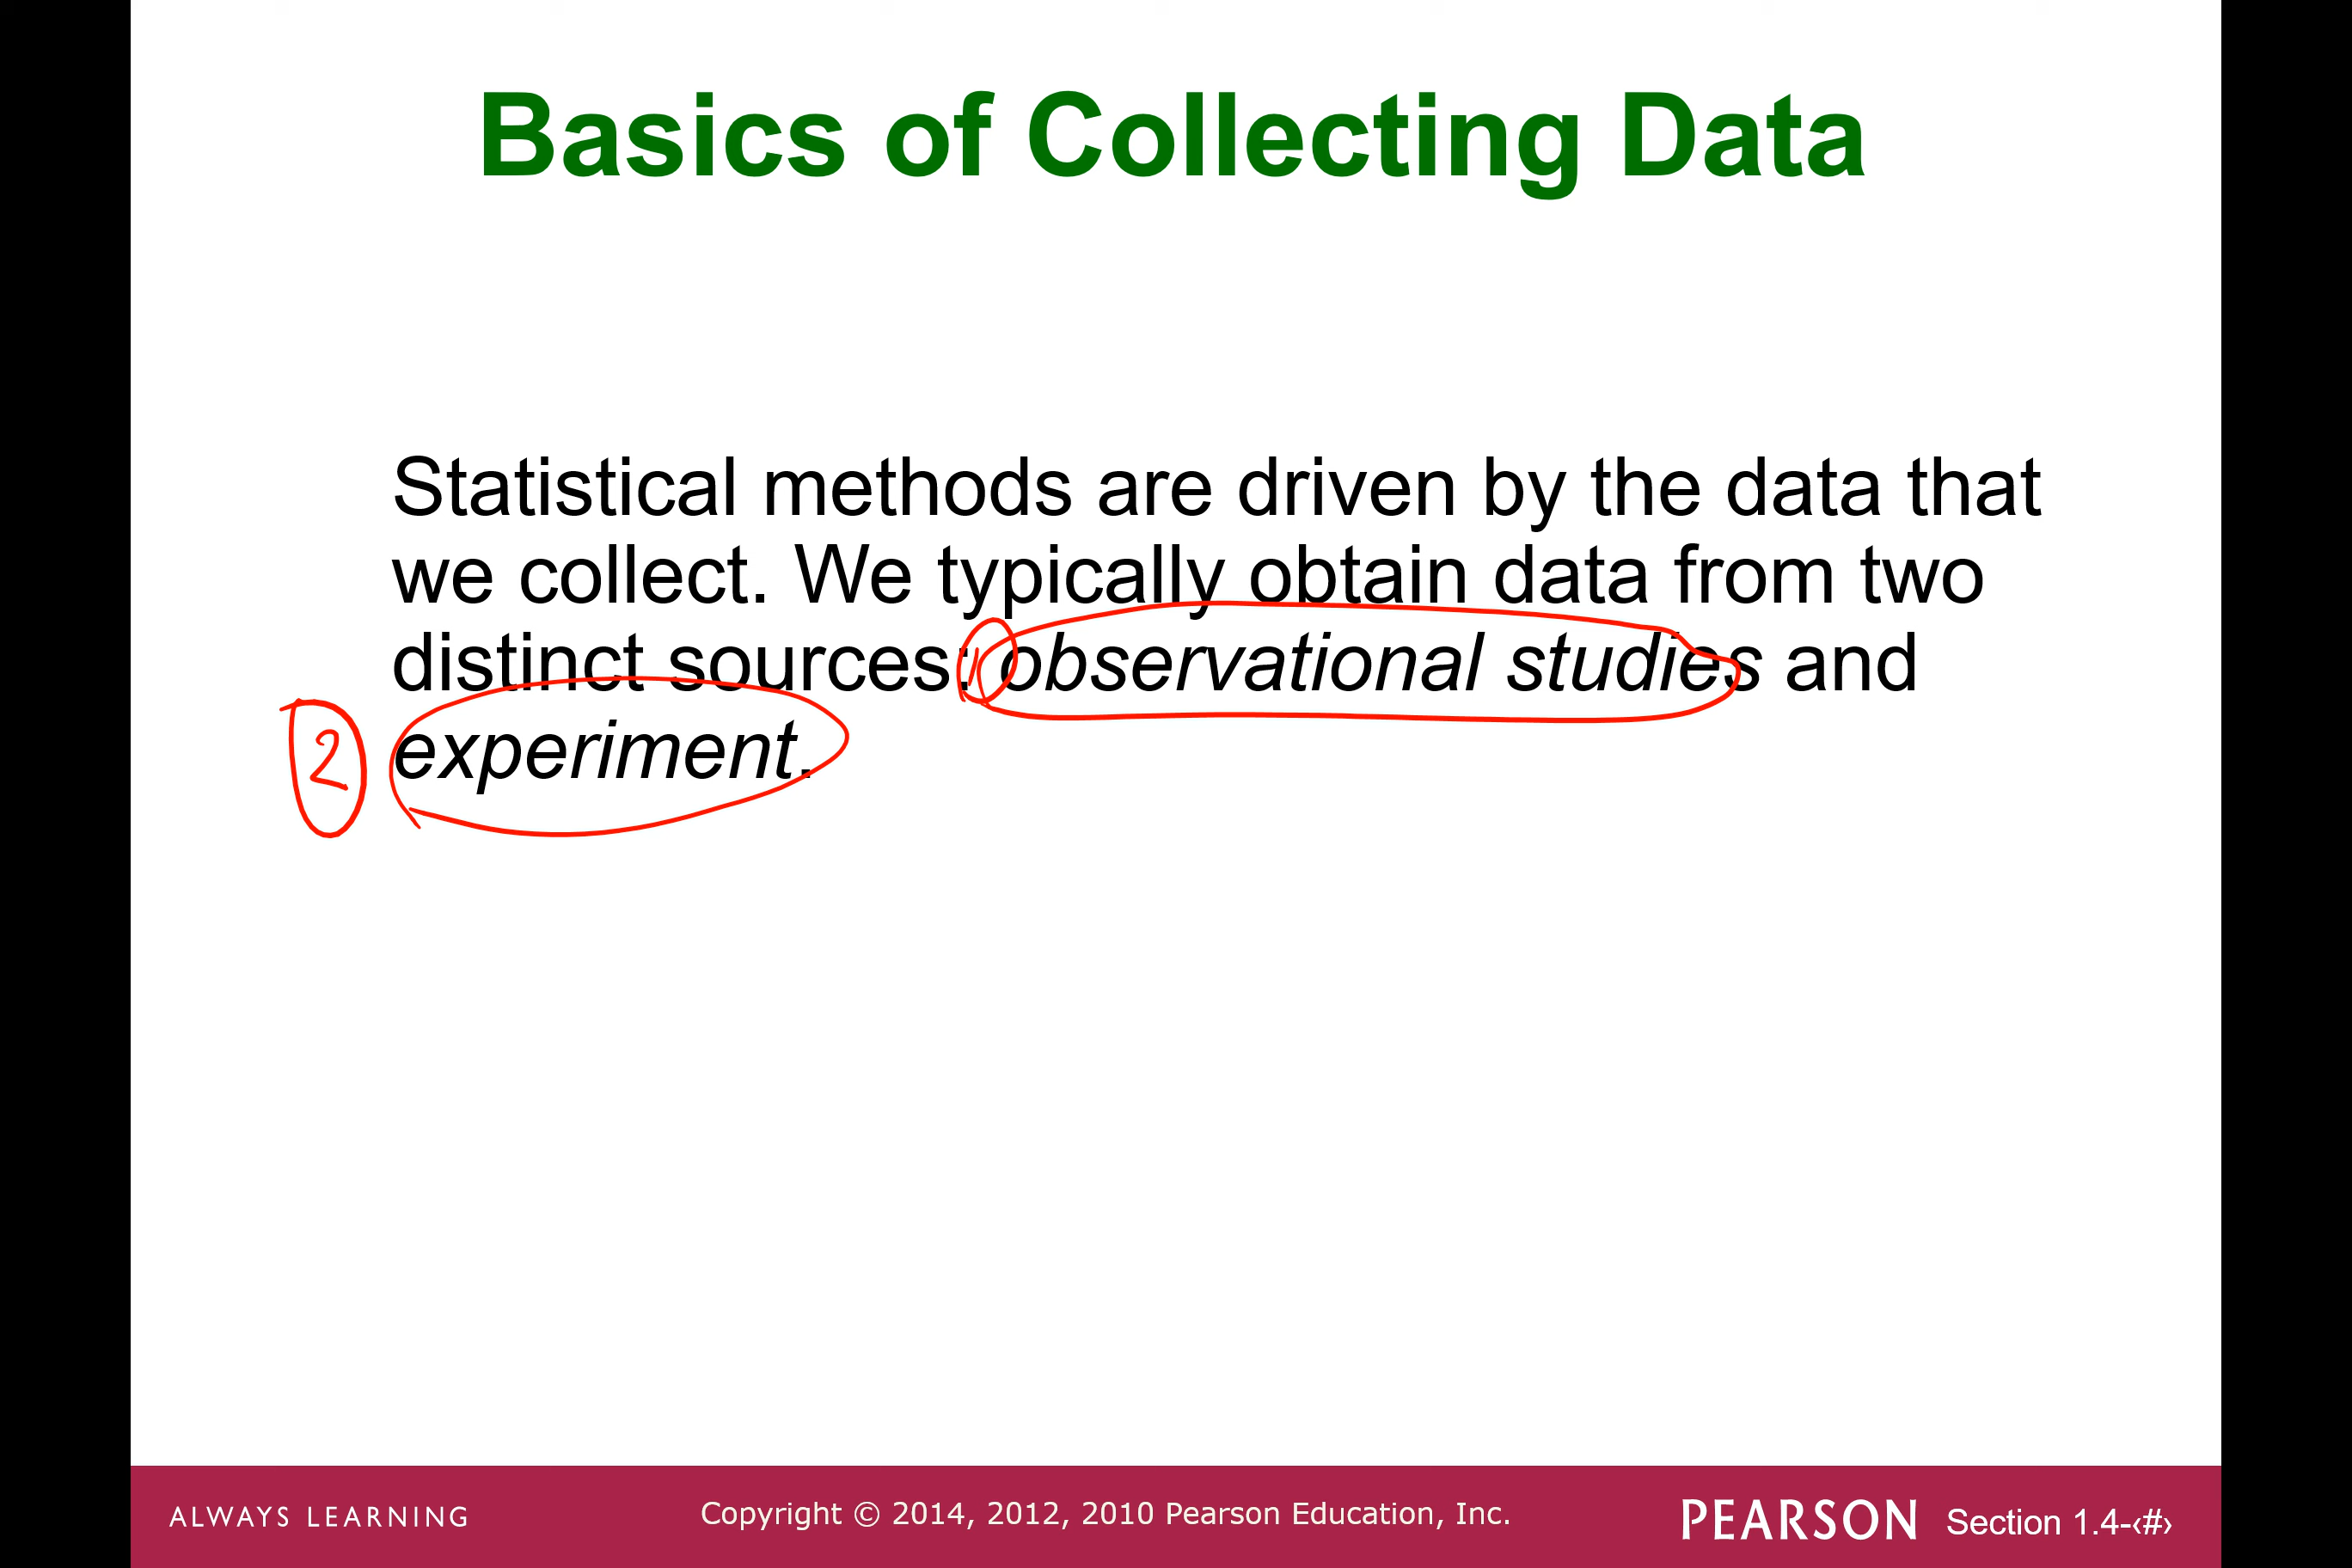 Basics of Collecting Data
Statistical methods are driven by the data that
we collect. We typically obtain data from two
distinct sources: 1 observational studies and
2 experiment.
ALWAYS LEARNING
Copyright © 2014, 2012, 2010 Pearson Education, Inc.
PEARSON
Section 1.4-‹#›